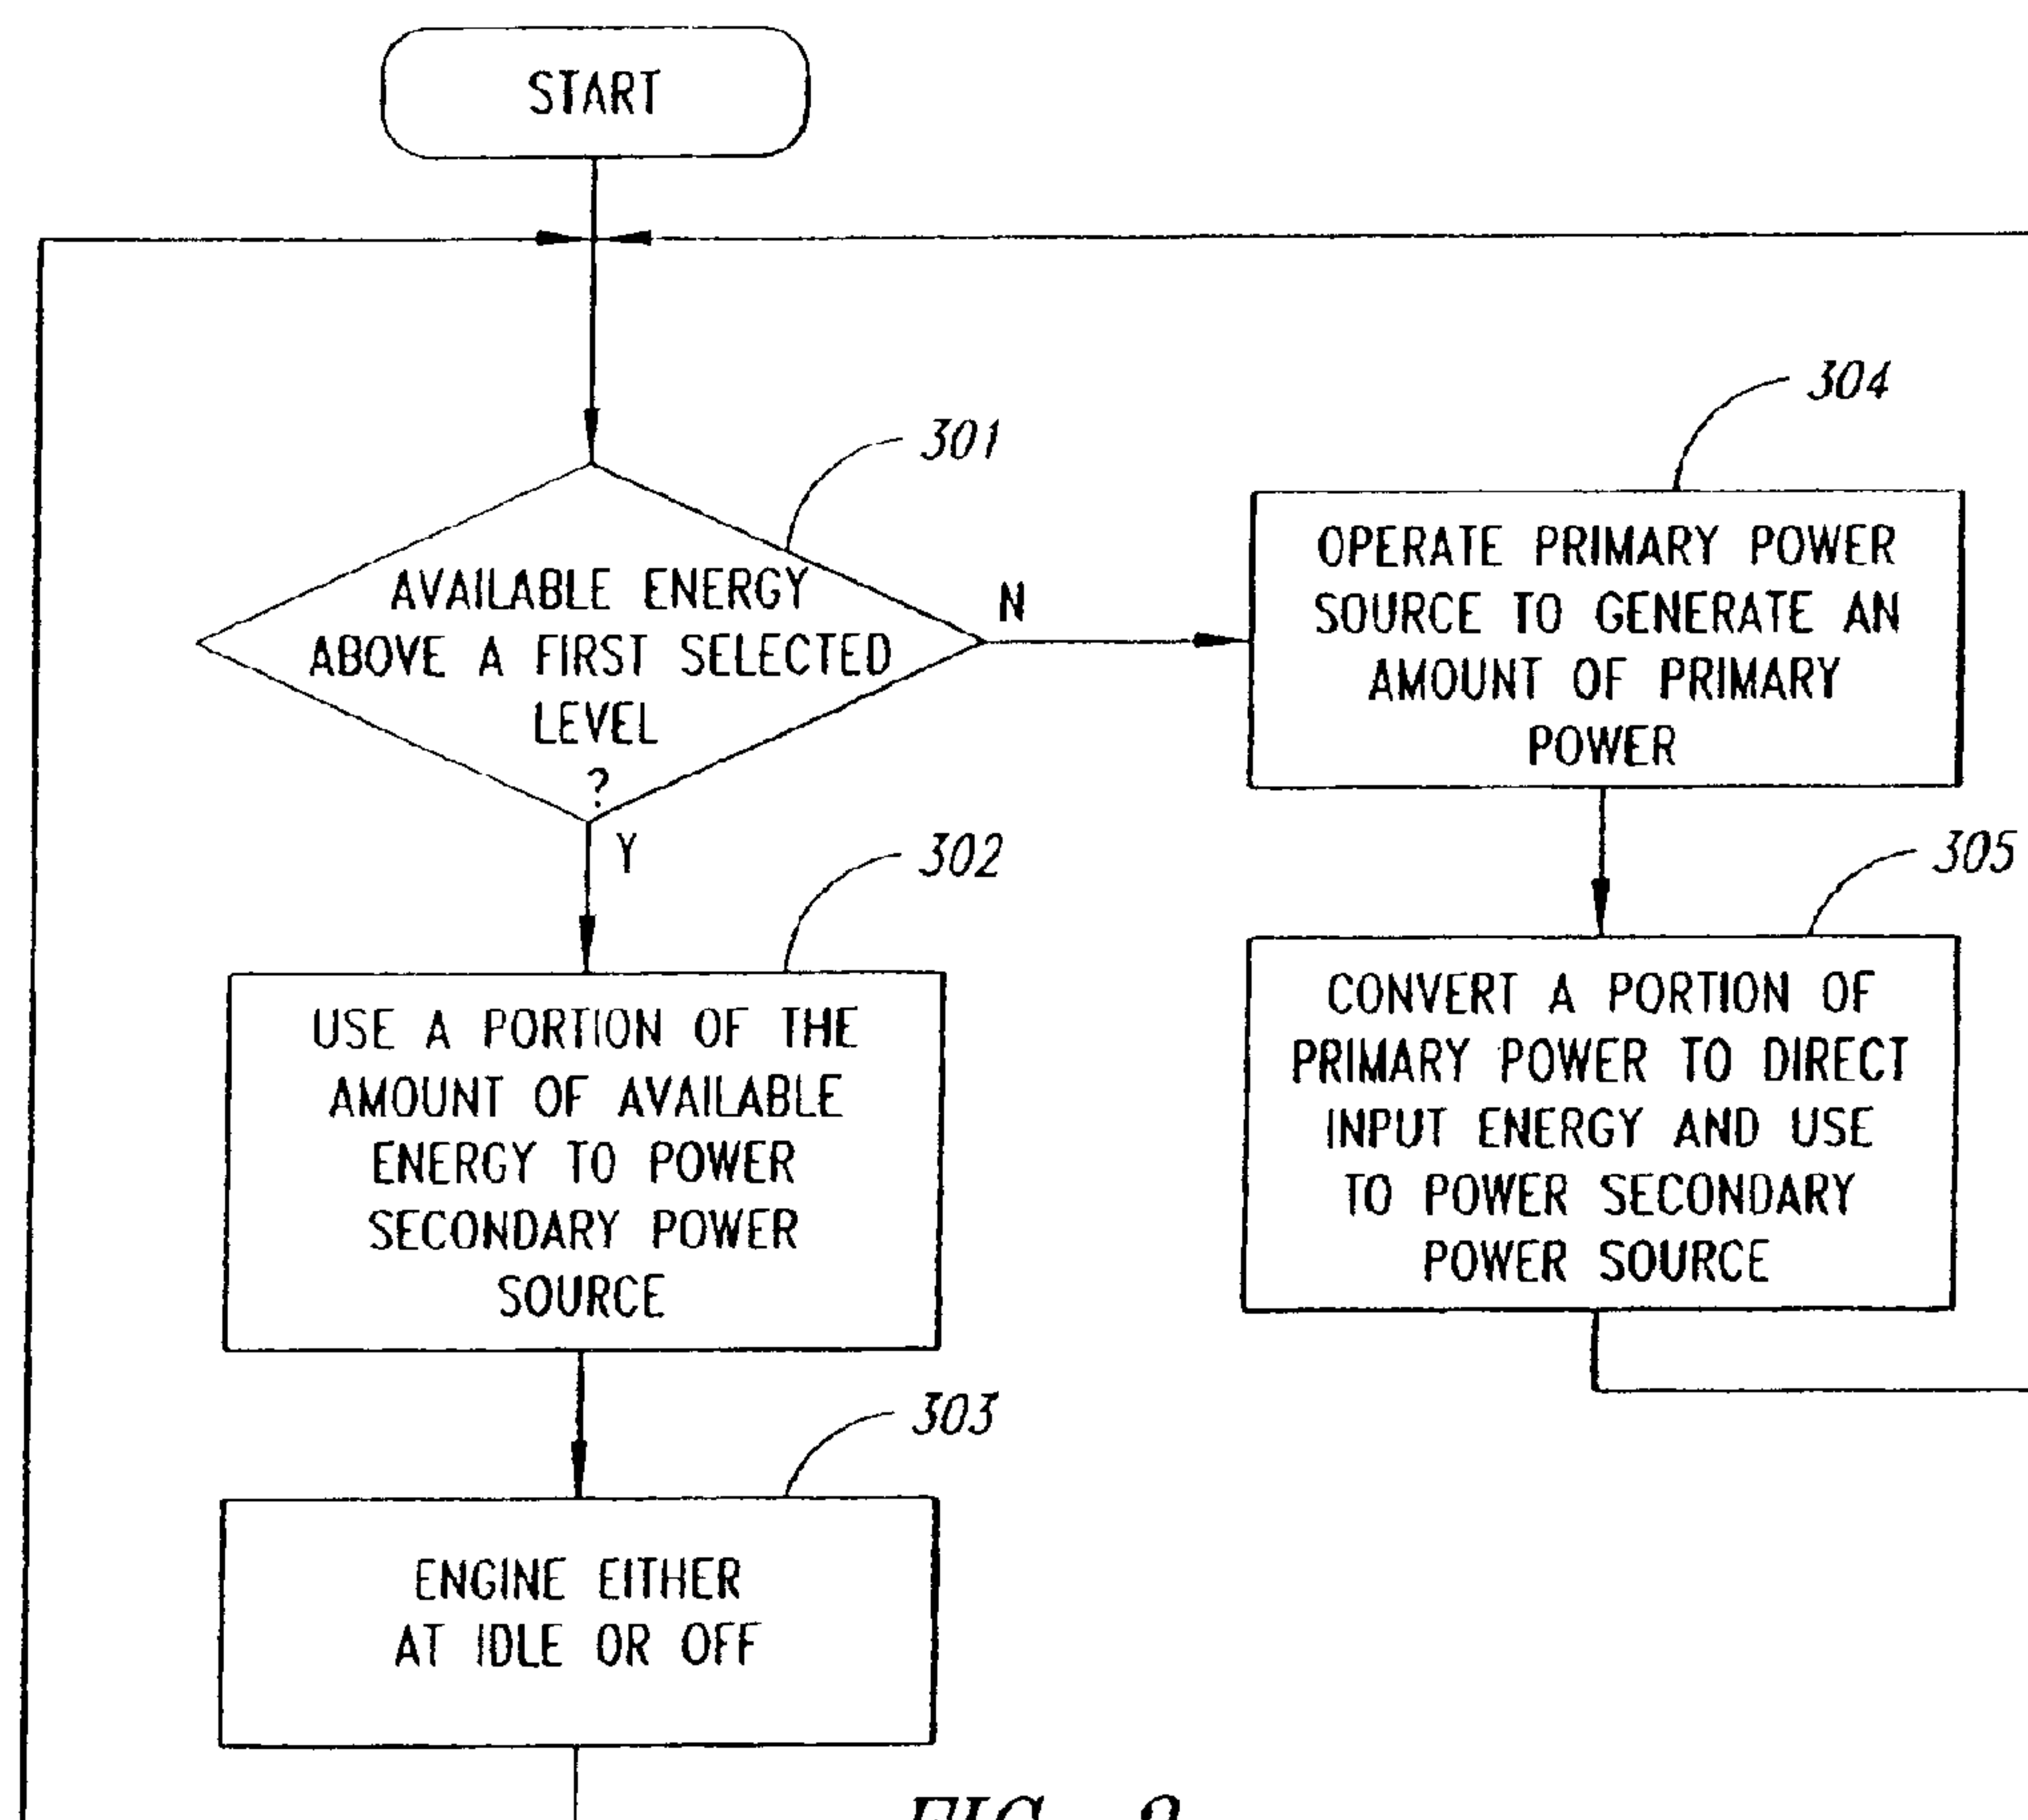 START
301
AVAILABLE ENERGY
ABOVE A FIRST SELECTED
LEVEL
?
N
Y
304
OPERATE PRIMARY POWER
SOURCE TO GENERATE AN
AMOUNT OF PRIMARY
POWER
302
USE A PORTION OF THE
AMOUNT OF AVAILABLE
ENERGY TO POWER
SECONDARY POWER
SOURCE
305
CONVERT A PORTION OF
PRIMARY POWER TO DIRECT
INPUT ENERGY AND USE
TO POWER SECONDARY
POWER SOURCE
303
ENGINE EITHER
AT IDLE OR OFF
FIG.